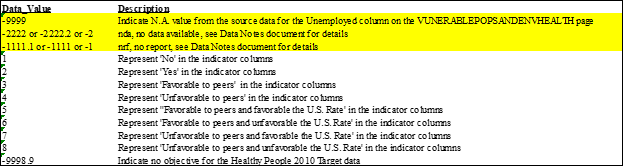 Data_Value Description
-9999 Indicate N.A. value from the source data for the Unemployed column on the VUNERABLEPOPSANDENVHEALTH page
-2222 or -2222.2 or -2 nda, no data available, see Data Notes document for details
-1111.1 or -1111 or -1 nrf, no report, see Data Notes document for details
1 Represent 'No' in the indicator columns
2 Represent 'Yes' in the indicator columns
3 Represent 'Favorable to peers' in the indicator columns
4 Represent 'Unfavorable to peers' in the indicator columns
5 Represent "Favorable to peers and favorable the U.S. Rate' in the indicator columns
6 Represent 'Favorable to peers and unfavorable the U.S. Rate' in the indicator columns
7 Represent 'Unfavorable to peers and favorable the U.S. Rate' in the indicator columns
8 Represent 'Unfavorable to peers and unfavorable the U.S. Rate' in the indicator columns
-9998.9 Indicate no objective for the Healthy People 2010 Target data